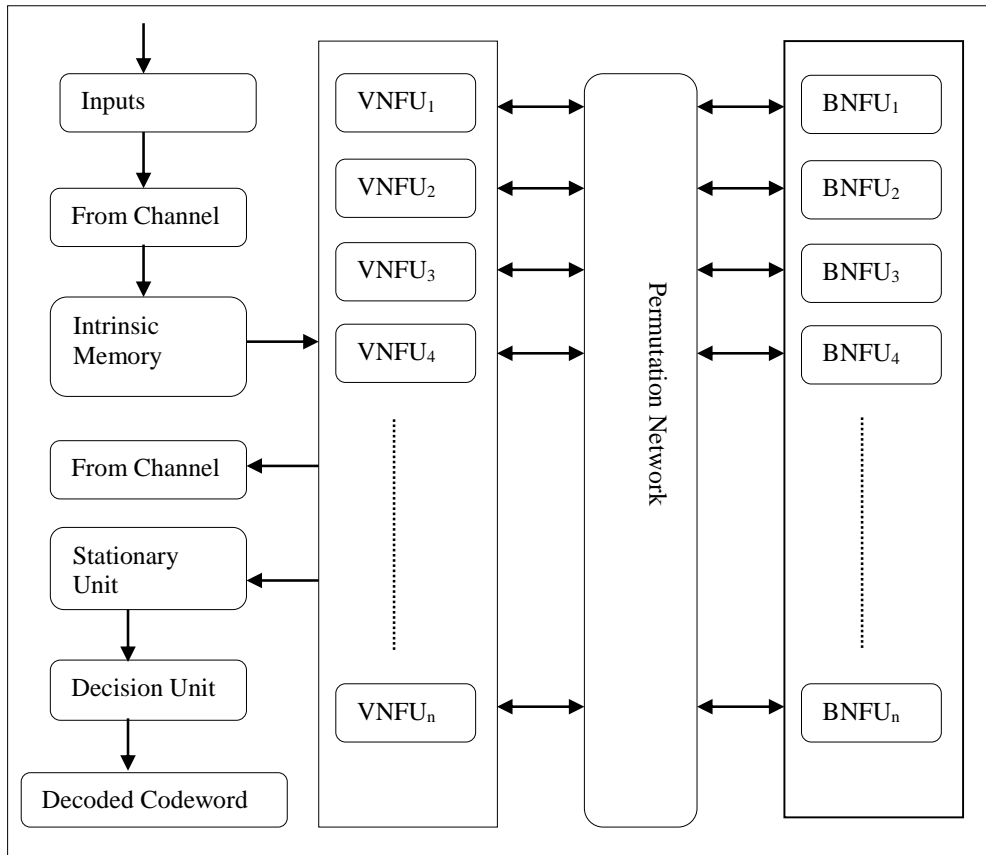 Inputs
From Channel
Intrinsic
Memory
From Channel
Stationary
Unit
Decision Unit
Decoded Codeword
VNFU₁
VNFU₂
VNFU₃
VNFU₄
VNFUₙ
Permutation Network
BNFU₁
BNFU₂
BNFU₃
BNFU₄
BNFUₙ